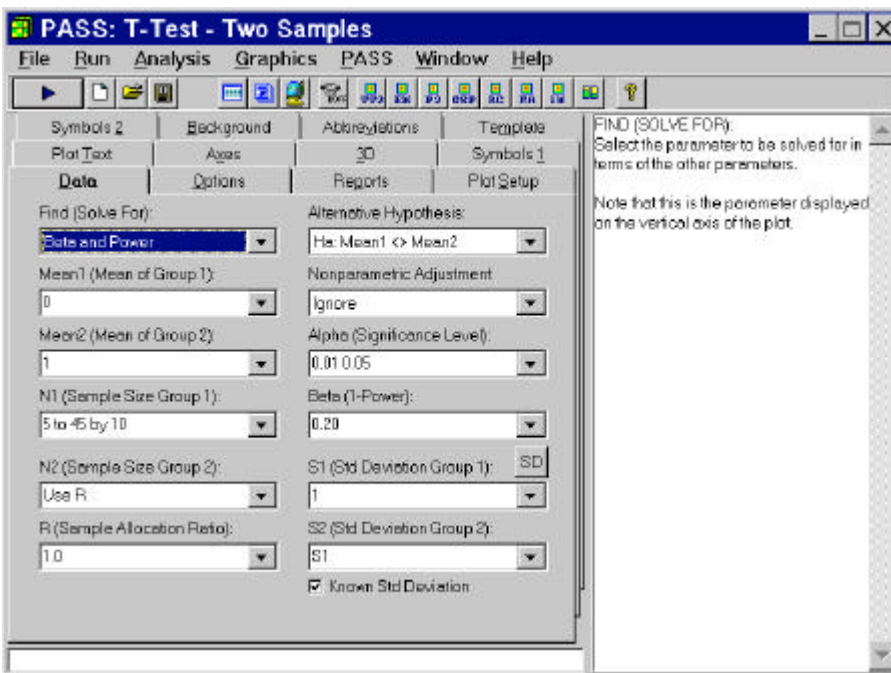 PASS: T-Test - Two Samples
File Run Analysis Graphics PASS Window Help
Symbols 2 Background Abbreviations Template
Plot Text Axes 3D Symbols 1
Data Options Reports Plot Setup
Find (Solve For):
Beta and Power
Mean1 (Mean of Group 1):
0
Mean2 (Mean of Group 2):
1
N1 (Sample Size Group 1):
5 to 45 by 10
N2 (Sample Size Group 2):
Use R
R (Sample Allocation Ratio):
1.0
Alternative Hypothesis:
Ha: Mean1 <> Mean2
Nonparametric Adjustment
Ignore
Alpha (Significance Level):
0.01 0.05
Beta (1-Power):
0.20
S1 (Std Deviation Group 1):
SD
1
S2 (Std Deviation Group 2):
S1
Known Std Deviation
FIND (SOLVE FOR):
Select the parameter to be solved for in
terms of the other parameters.
Note that this is the parameter displayed
on the vertical axis of the plot.